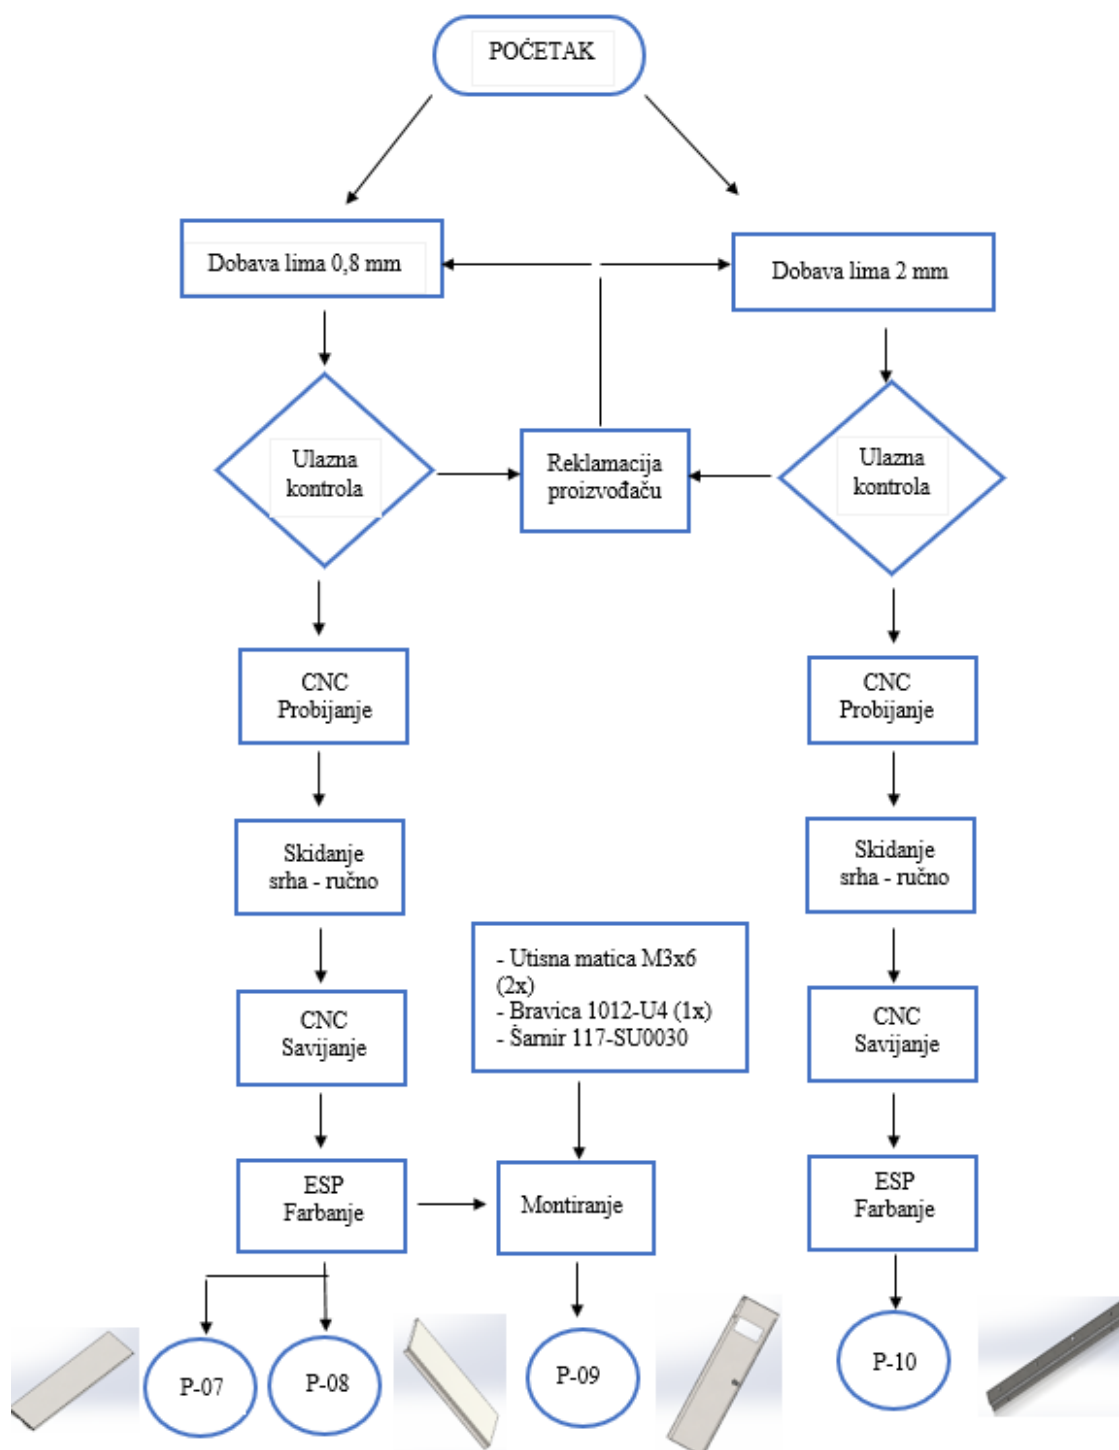 POĆETAK
Dobava lima 0,8 mm
Dobava lima 2 mm
Ulazna
kontrola
Reklamacija
proizvođaču
Ulazna
kontrola
CNC
Probijanje
CNC
Probijanje
Skidanje
srha - ručno
Skidanje
srha - ručno
- Utisna matica M3x6
(2x)
- Bravica 1012-U4 (1x)
- Šarnir 117-SU0030
CNC
Savijanje
CNC
Savijanje
ESP
Farbanje
Montiranje
ESP
Farbanje
P-07
P-08
P-09
P-10